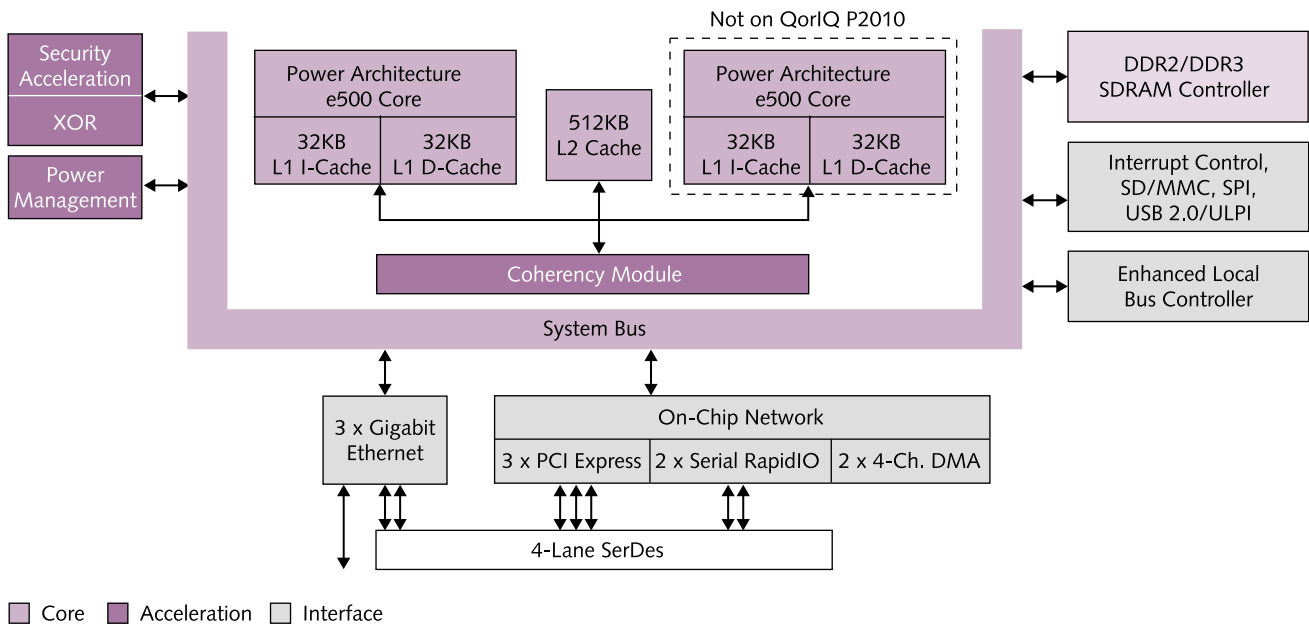 Not on QorIQ P2010
Security
Acceleration
XOR
Power
Management
Power Architecture
e500 Core
32KB
L1 I-Cache
32KB
L1 D-Cache
512KB
L2 Cache
Power Architecture
e500 Core
32KB
L1 I-Cache
32KB
L1 D-Cache
DDR2/DDR3
SDRAM Controller
Interrupt Control,
SD/MMC, SPI,
USB 2.0/ULPI
Enhanced Local
Bus Controller
Coherency Module
System Bus
3 x Gigabit
Ethernet
On-Chip Network
3 x PCI Express
2 x Serial RapidIO
2 x 4-Ch. DMA
4-Lane SerDes
Core
Acceleration
Interface